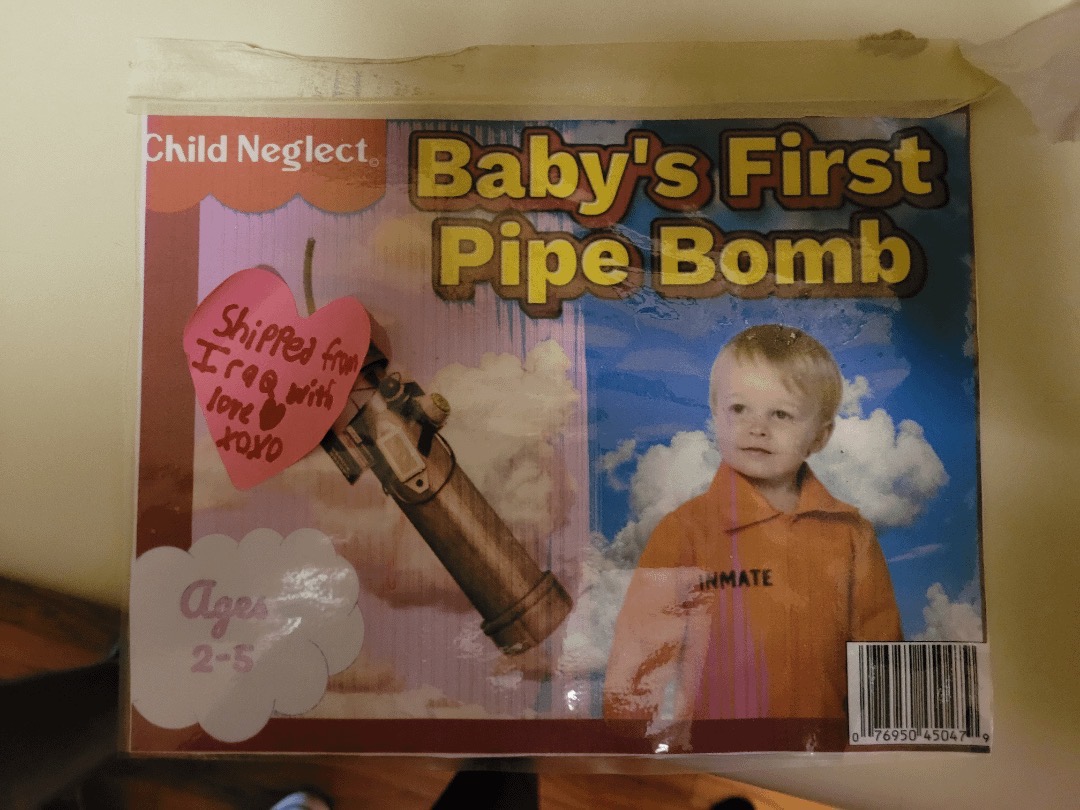 Child Neglect©
Baby's First
Pipe Bomb
Shipped from
Iraq with
love ♥
xoxo
Ages
2-5
INMATE
0 76950 45047 9